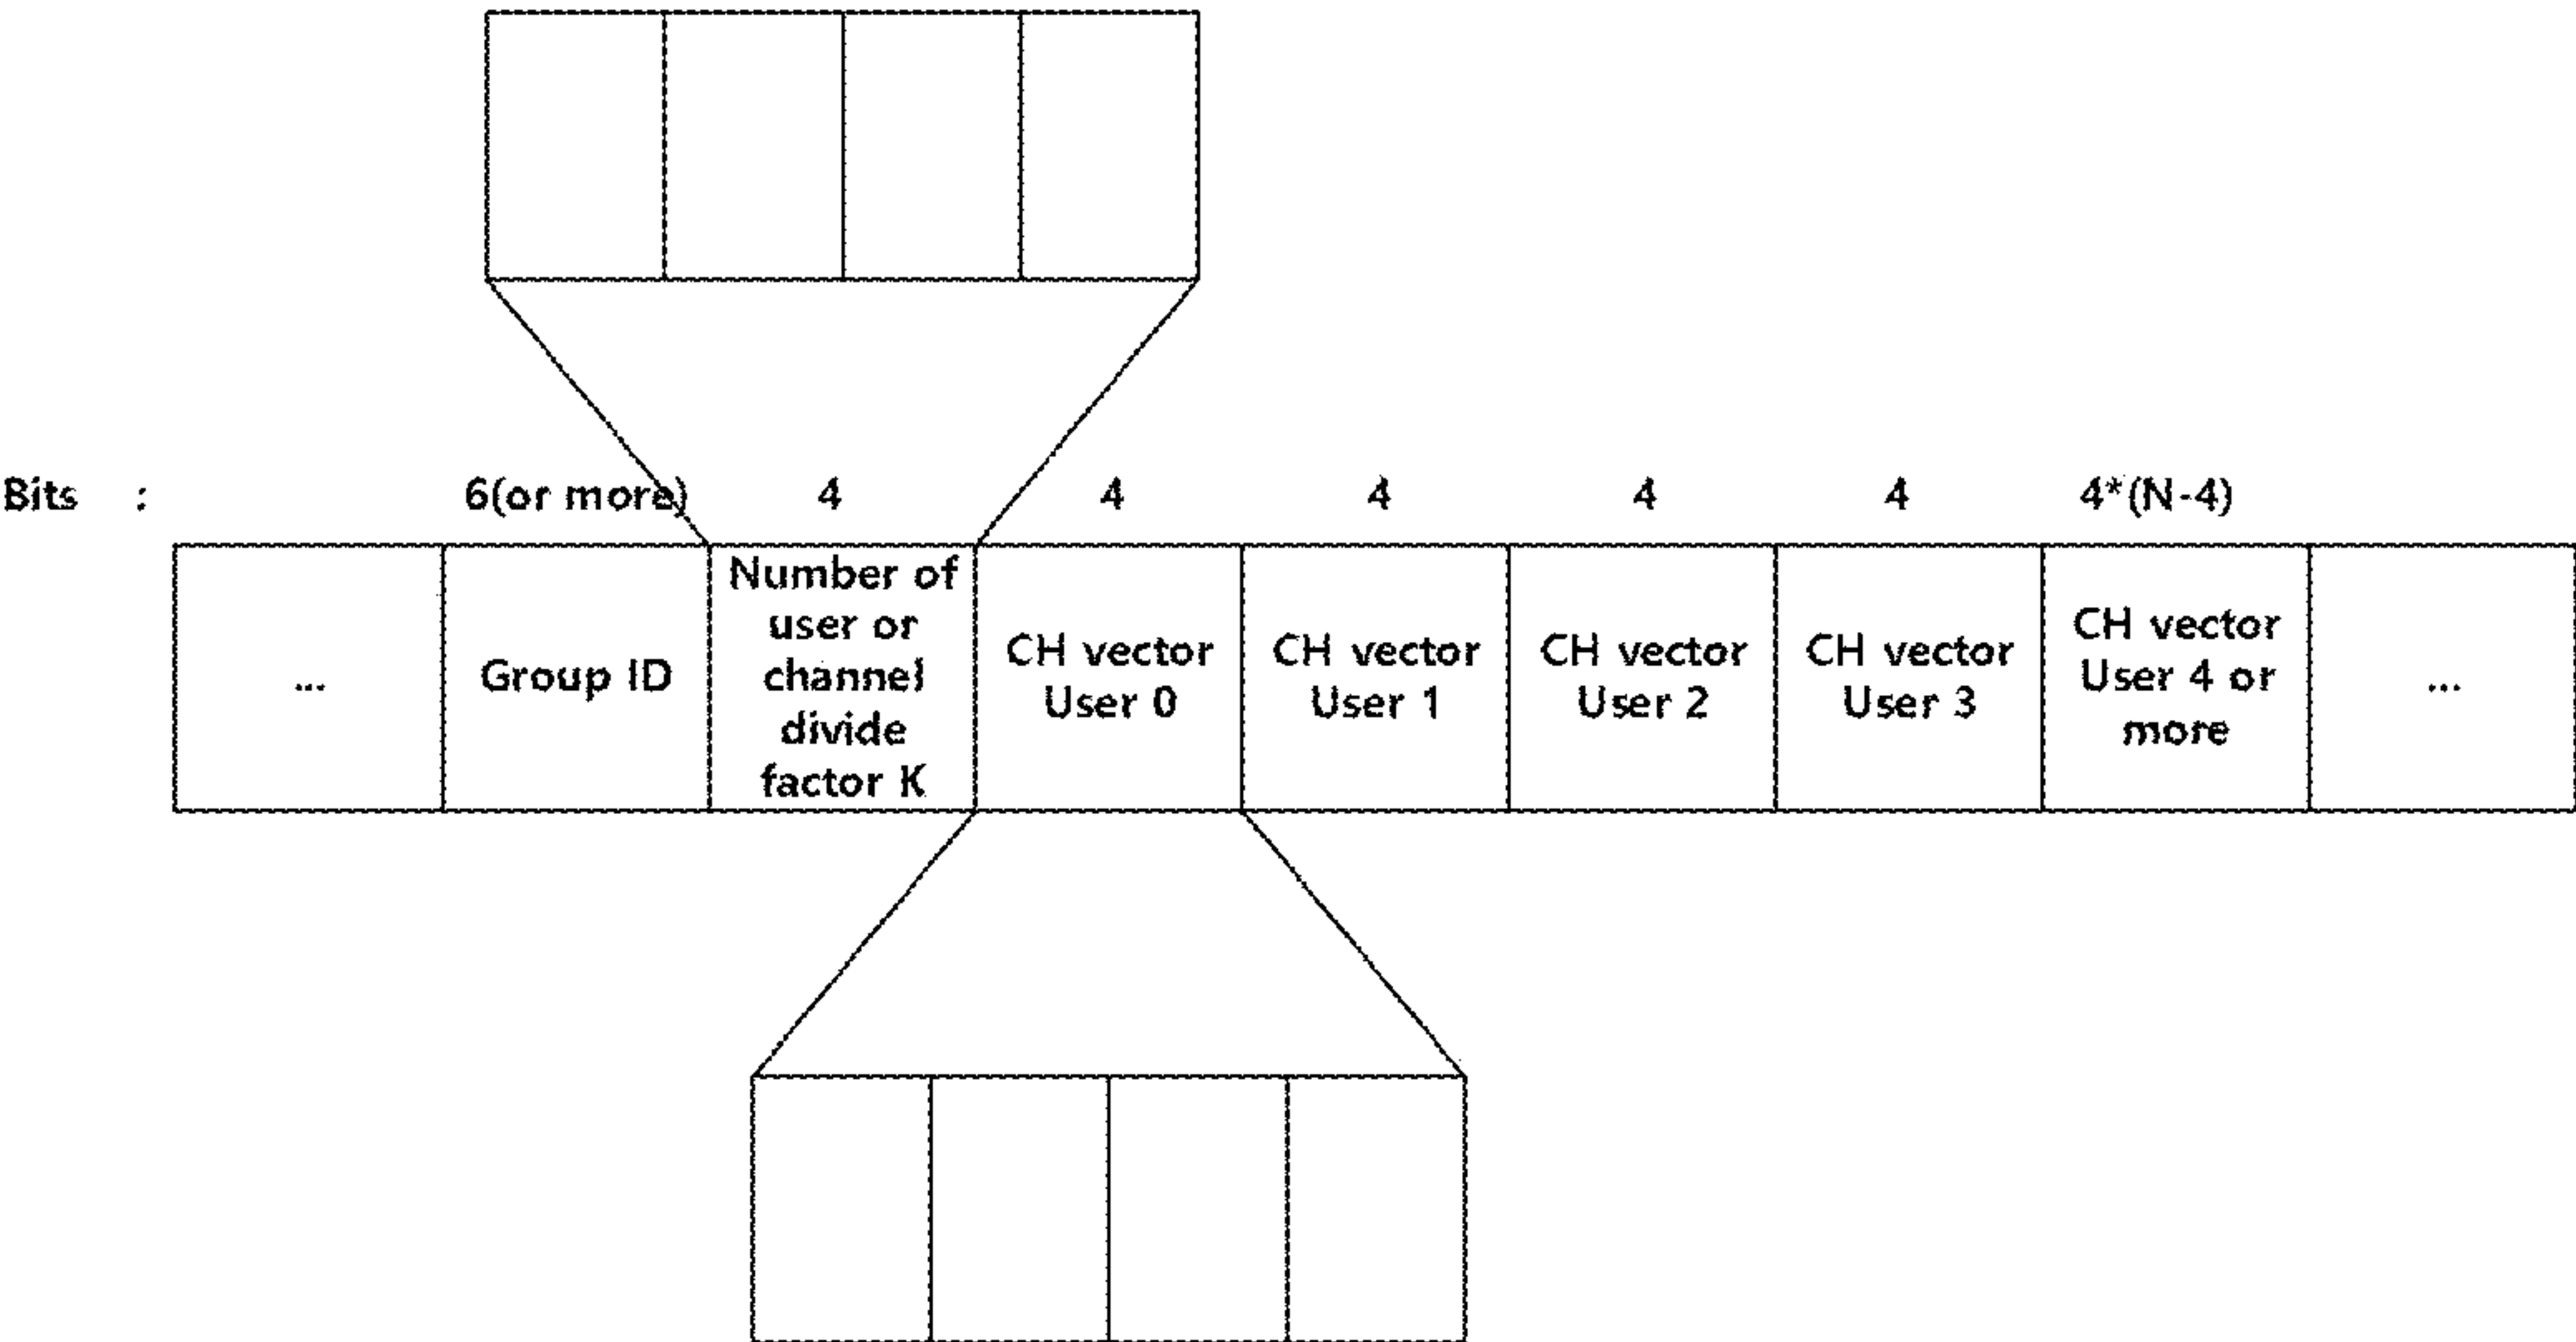 Bits : 6(or more) 4 4 4 4 4 4*(N-4)
... Group ID Number of user or channel divide factor K CH vector User 0 CH vector User 1 CH vector User 2 CH vector User 3 CH vector User 4 or more ...